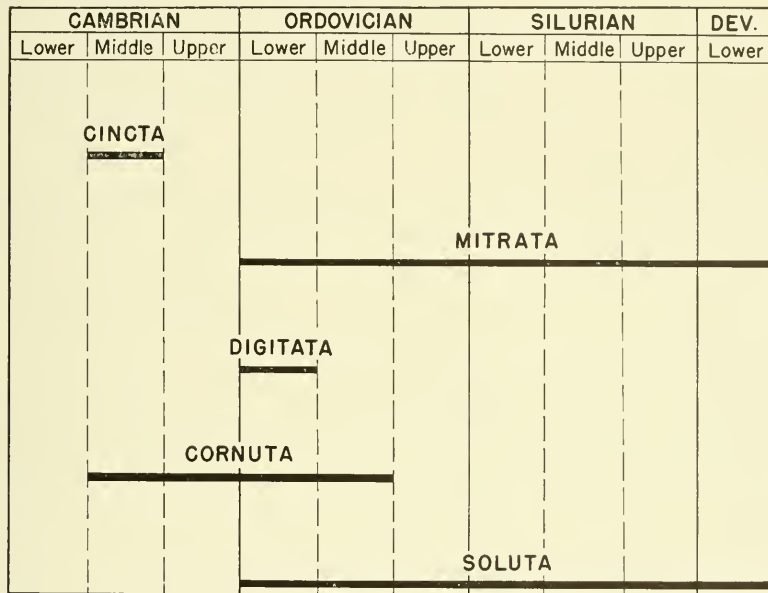 CAMBRIAN ORDOVICIAN SILURIAN DEV.
Lower Middle Upper Lower Middle Upper Lower Middle Upper Lower
CINCTA
MITRATA
DIGITATA
CORNUTA
SOLUTA